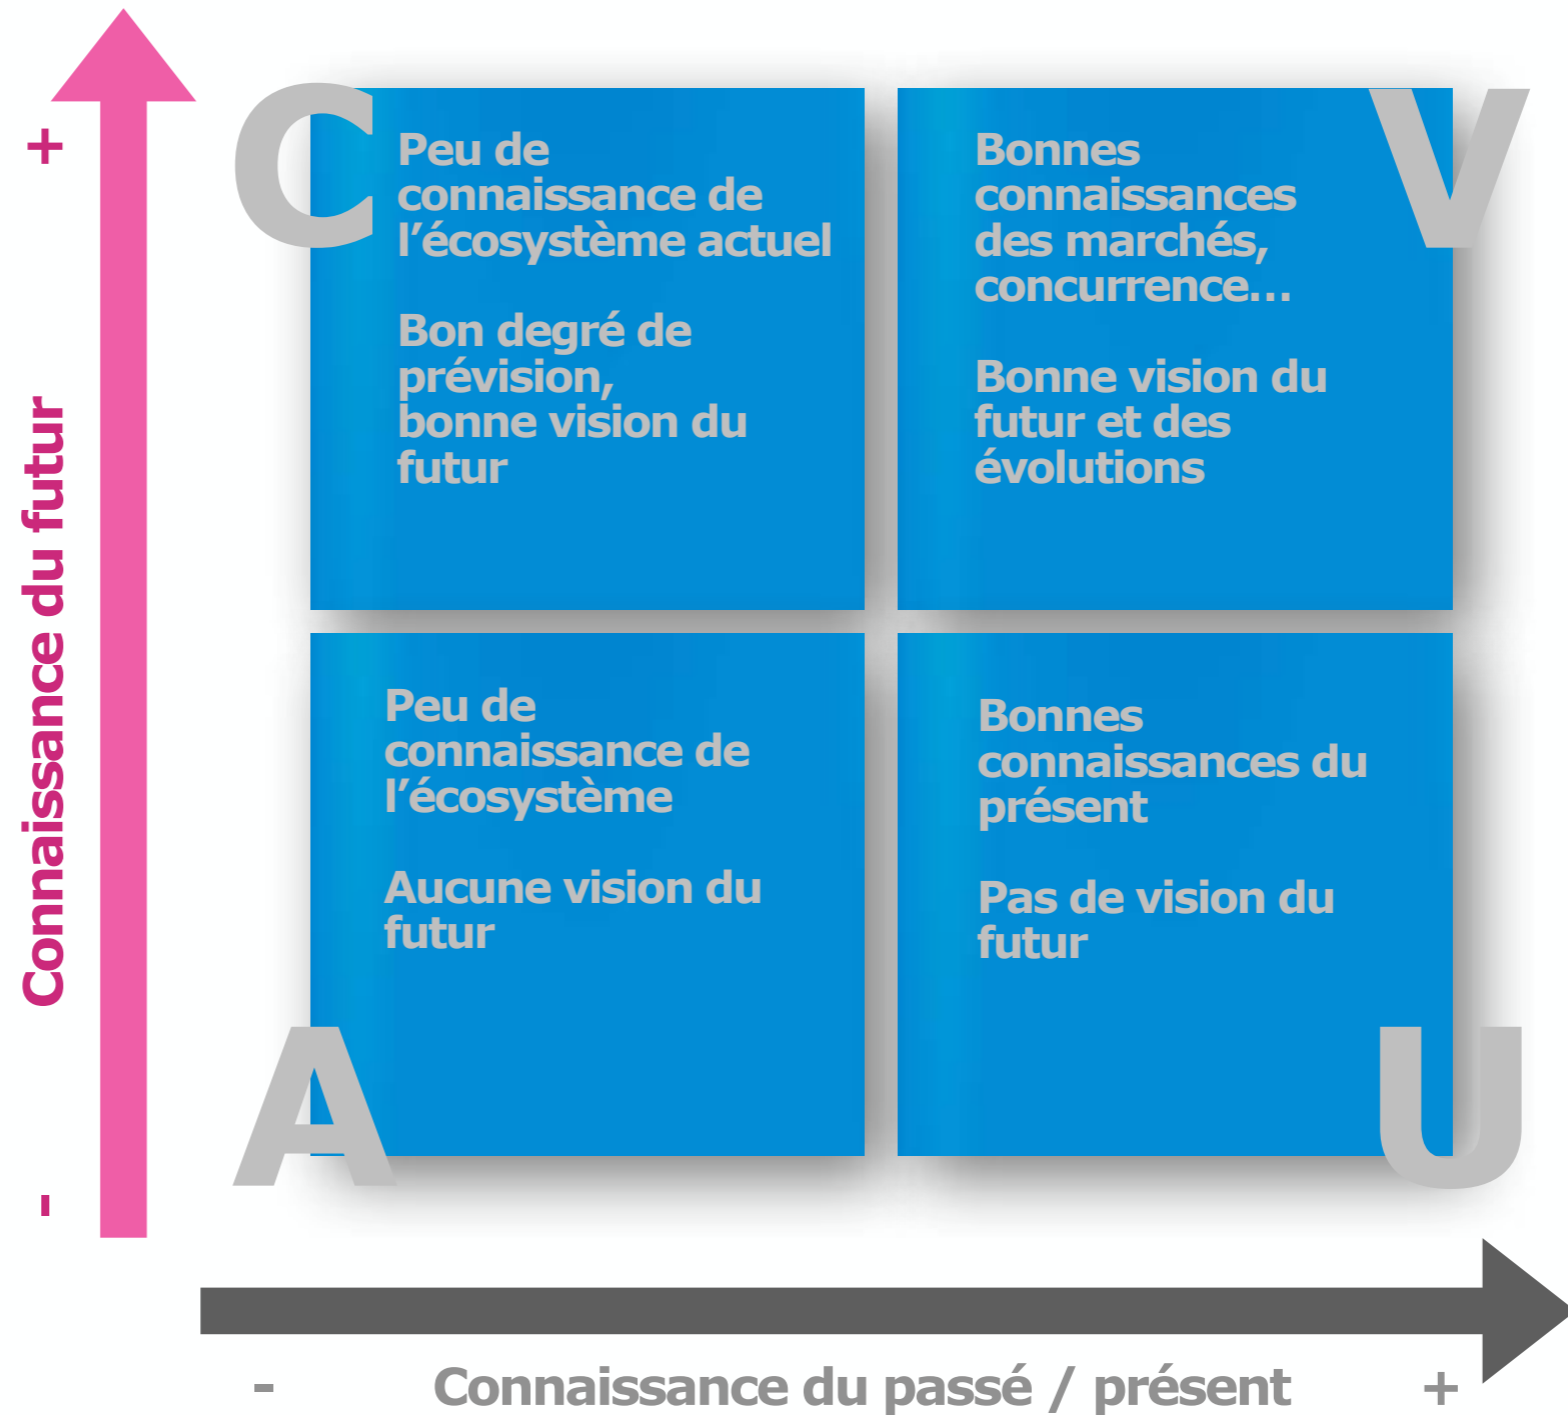 +
Connaissance du futur
-
C
Peu de
connaissance de
l’écosystème actuel
Bon degré de
prévision,
bonne vision du
futur
V
Bonnes
connaissances
des marchés,
concurrence…
Bonne vision du
futur et des
évolutions
A
Peu de
connaissance de
l’écosystème
Aucune vision du
futur
U
Bonnes
connaissances du
présent
Pas de vision du
futur
- Connaissance du passé / présent +